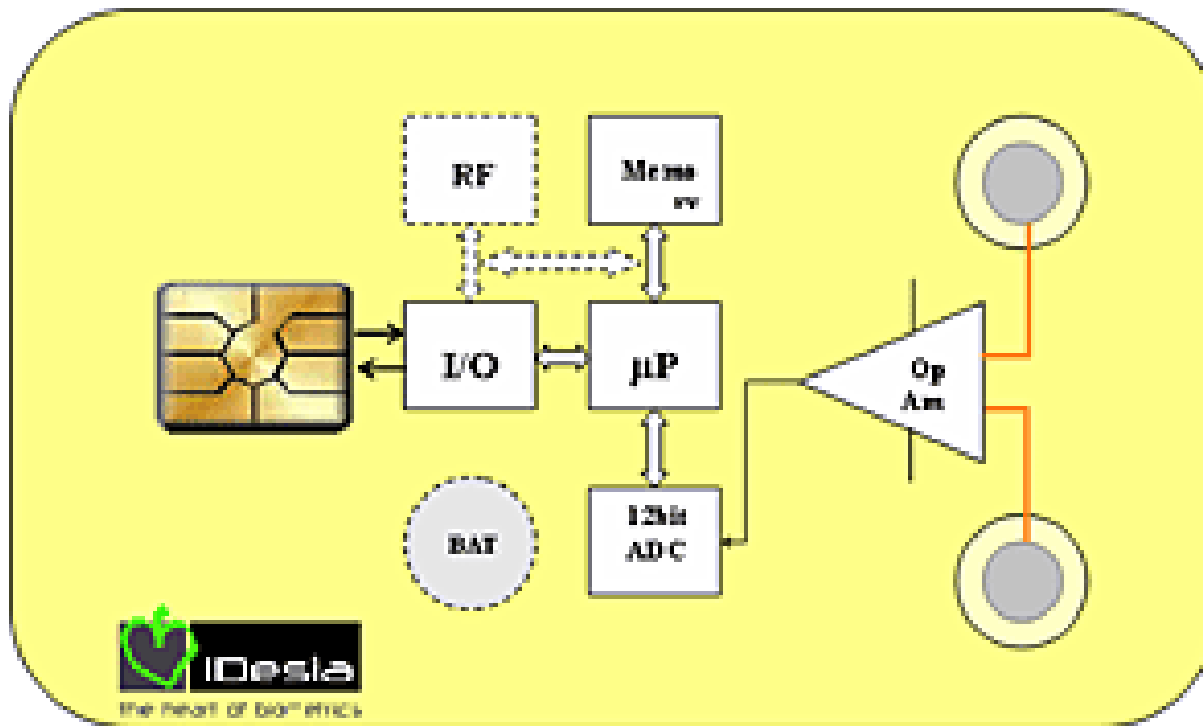 RF
Memo
ry
I/O
µP
Op
Am
BAT
12bit
ADC
IDesia
the heart of biometrics